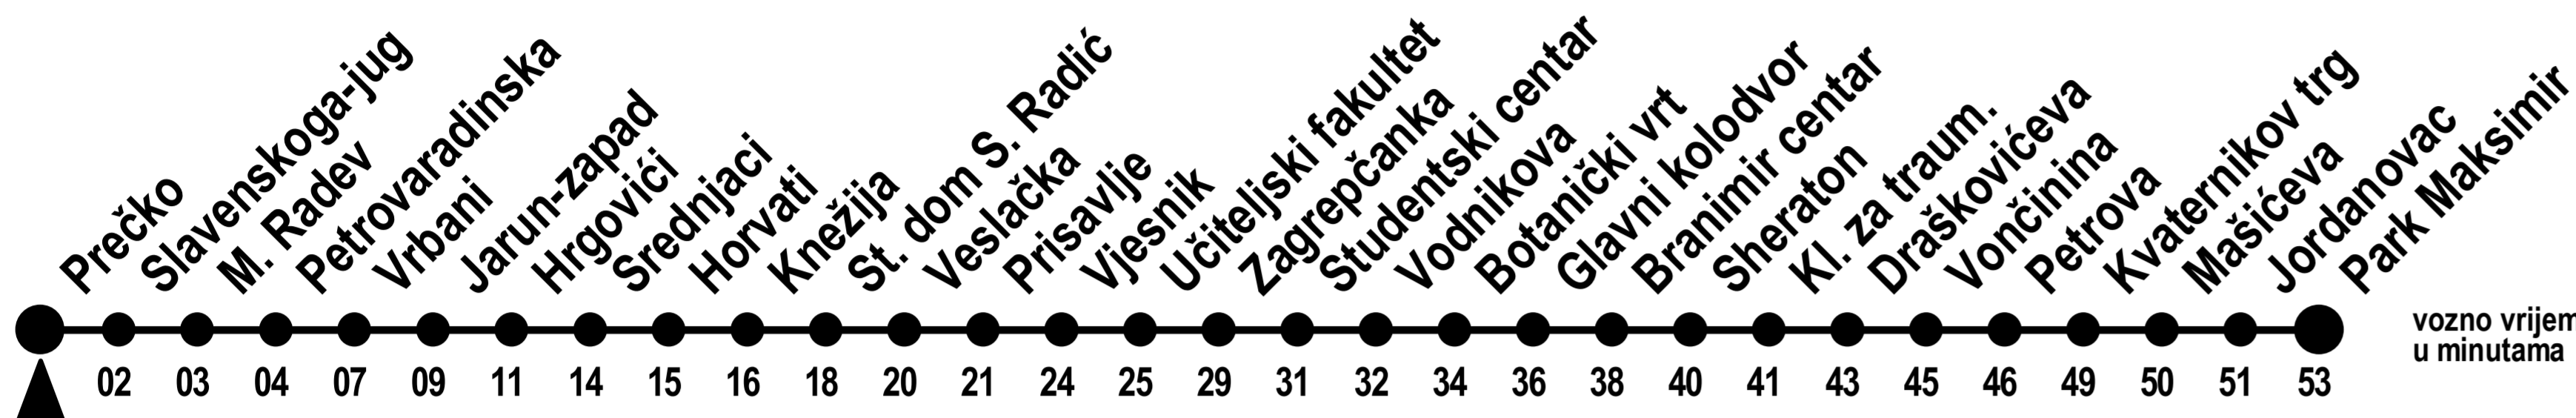 Prečko
Slavenskoga-jug
M. Radev
Petrovaradinska
Vrbani
Jarun-zapad
Hrgovići
Srednjaci
Horvati
Knežija
St. dom S. Radić
Veslačka
Prisavlje
Vjesnik
Učiteljski fakultet
Zagrepčanka
Studentski centar
Vodnikova
Botanički vrt
Glavni kolodvor
Branimir centar
Sheraton
Kl. za traum.
Draškovićeva
Vončinina
Petrova
Kvaternikov trg
Mašićeva
Jordanovac
Park Maksimir
02 03 04 07 09 11 14 15 16 18 20 21 24 25 29 31 32 34 36 38 40 41 43 45 46 49 50 51 53
vozno vrijem
u minutama